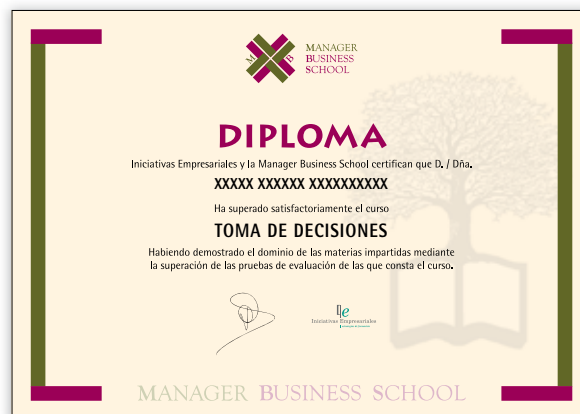 M B
MANAGER
BUSINESS
SCHOOL
DIPLOMA
Iniciativas Empresariales y la Manager Business School certifican que D. / Dña.
XXXXX XXXXXX XXXXXXXXXX
Ha superado satisfactoriamente el curso
TOMA DE DECISIONES
Habiendo demostrado el dominio de las materias impartidas mediante
la superación de las pruebas de evaluación de las que consta el curso.
Iniciativas Empresariales
MANAGER BUSINESS SCHOOL